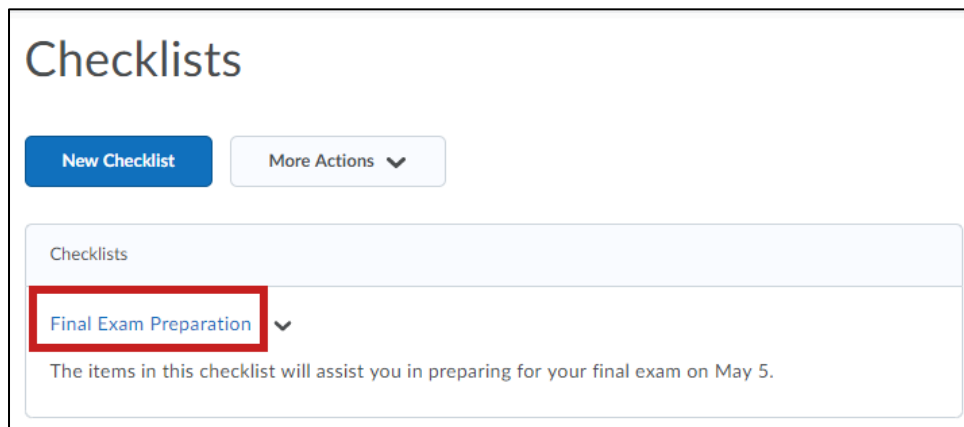 Checklists
New Checklist
More Actions
Checklists
Final Exam Preparation
The items in this checklist will assist you in preparing for your final exam on May 5.